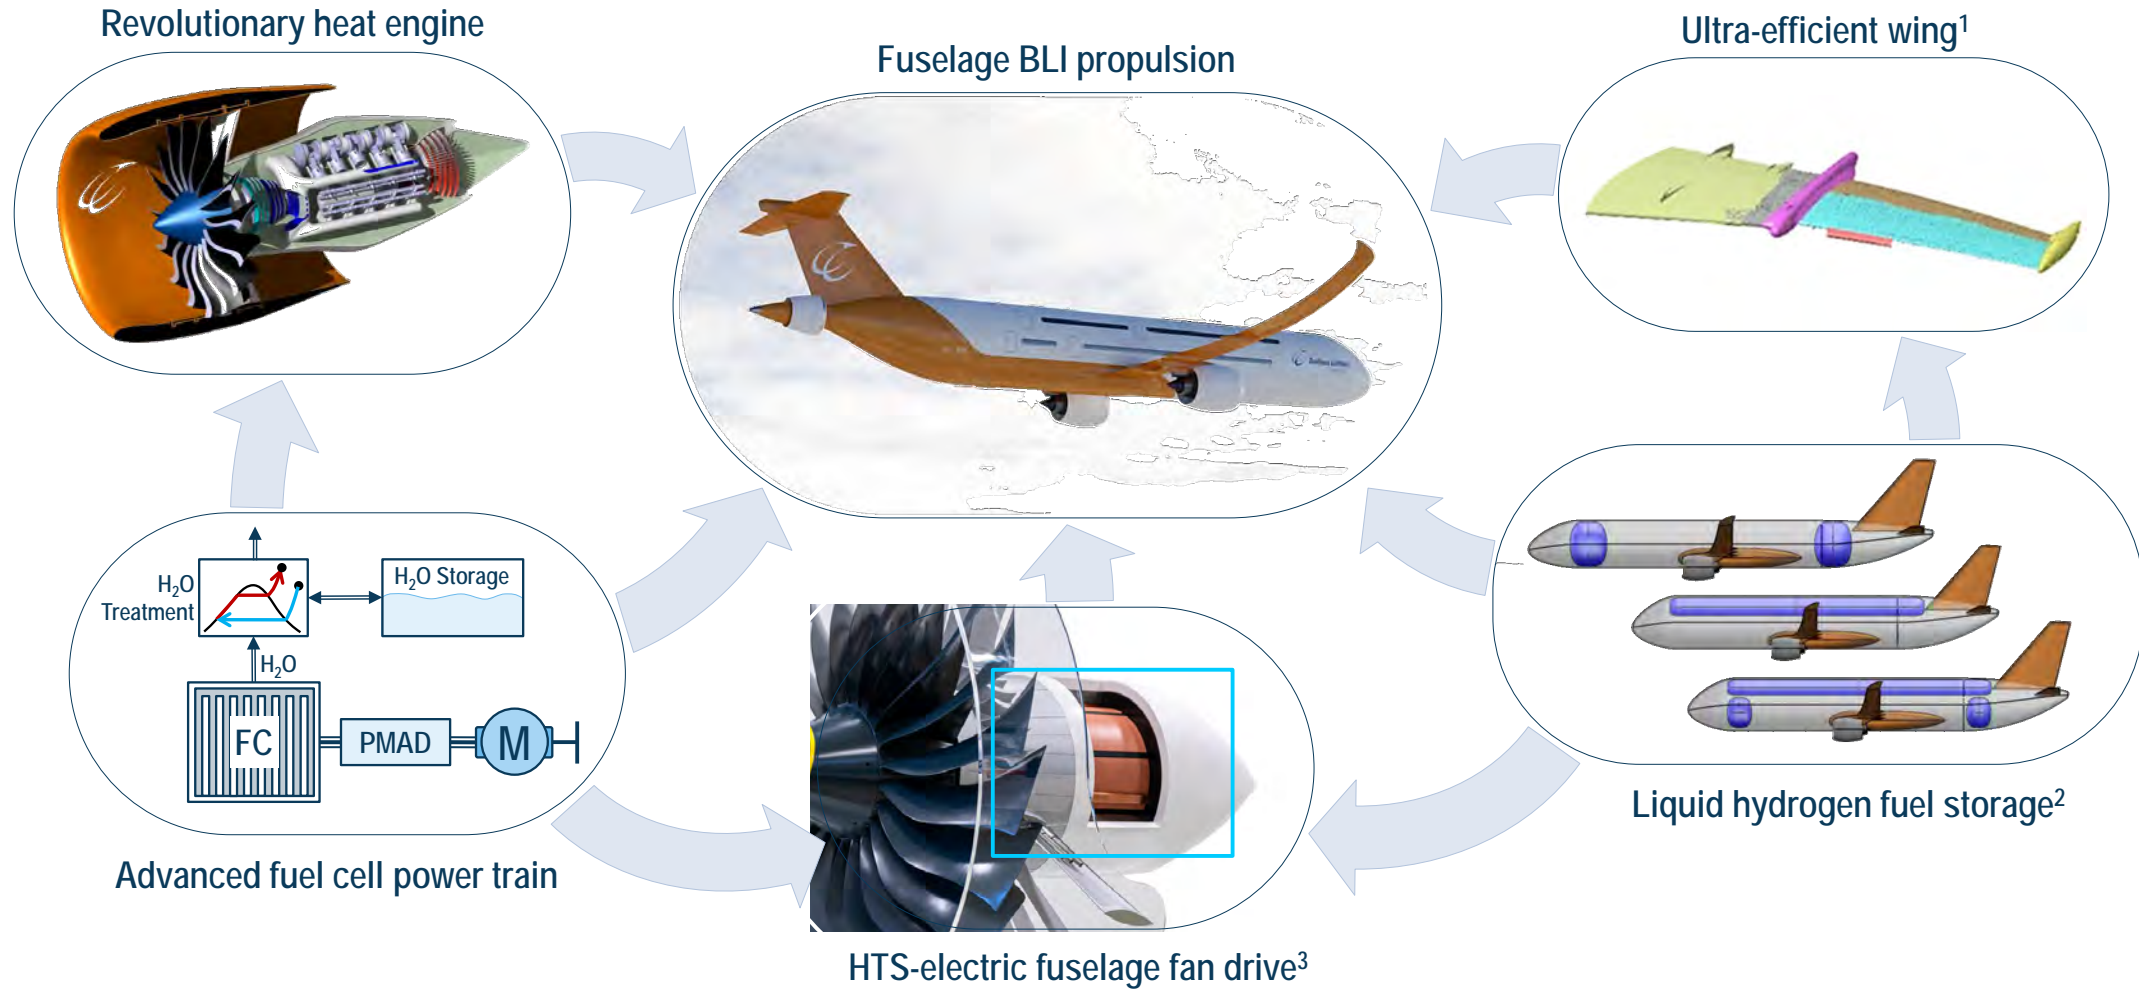 Revolutionary heat engine
Fuselage BLI propulsion
Ultra-efficient wing¹
H₂O Treatment
H₂O Storage
H₂O
FC
PMAD
M
Advanced fuel cell power train
HTS-electric fuselage fan drive³
Liquid hydrogen fuel storage²